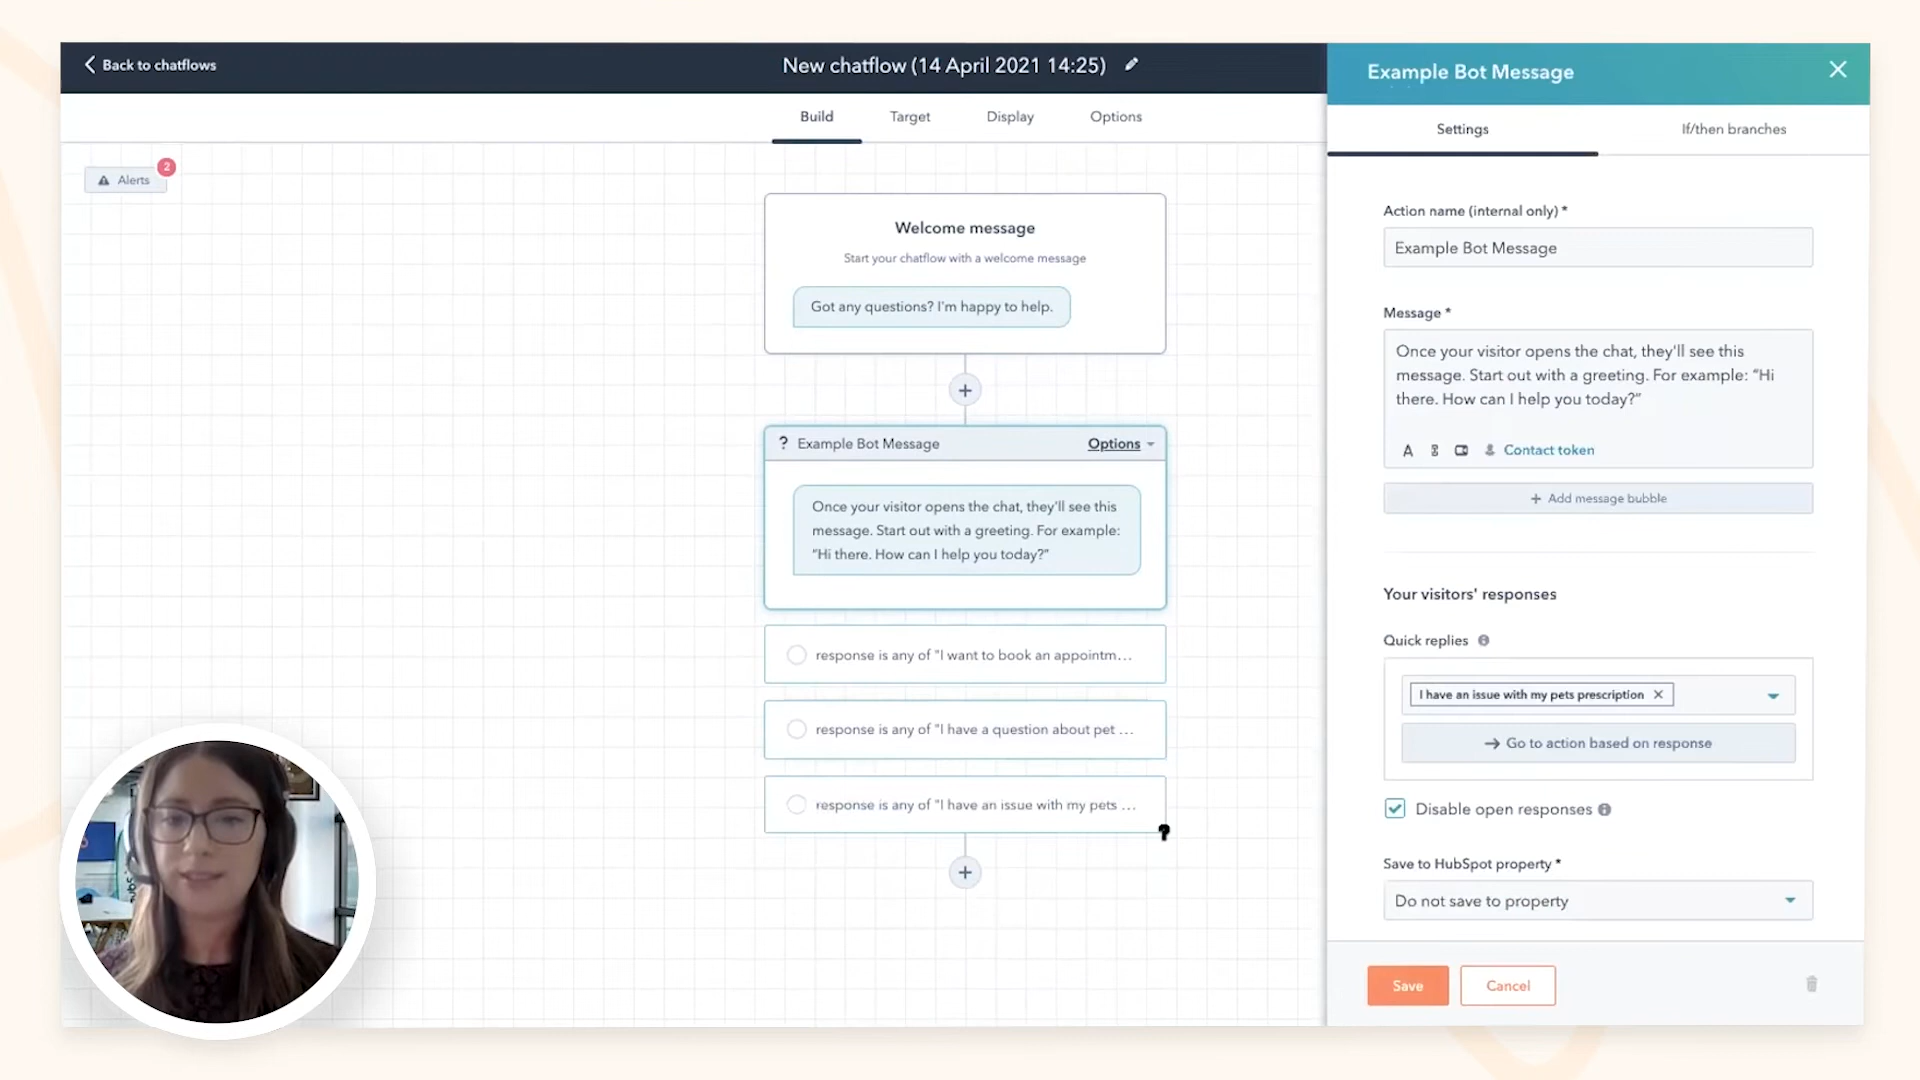 Back to chatflows
New chatflow (14 April 2021 14:25)
Build
Target
Display
Options
Alerts
2
Welcome message
Start your chatflow with a welcome message
Got any questions? I'm happy to help.
? Example Bot Message
Options
Once your visitor opens the chat, they'll see this
message. Start out with a greeting. For example:
"Hi there. How can I help you today?"
response is any of "I want to book an appointm…
response is any of "I have a question about pet …
response is any of "I have an issue with my pets …
Example Bot Message
Settings
If/then branches
Action name (internal only) *
Example Bot Message
Message *
Once your visitor opens the chat, they'll see this
message. Start out with a greeting. For example: “Hi
there. How can I help you today?”
Contact token
+ Add message bubble
Your visitors' responses
Quick replies
I have an issue with my pets prescription
Go to action based on response
Disable open responses
Save to HubSpot property *
Do not save to property
Save
Cancel